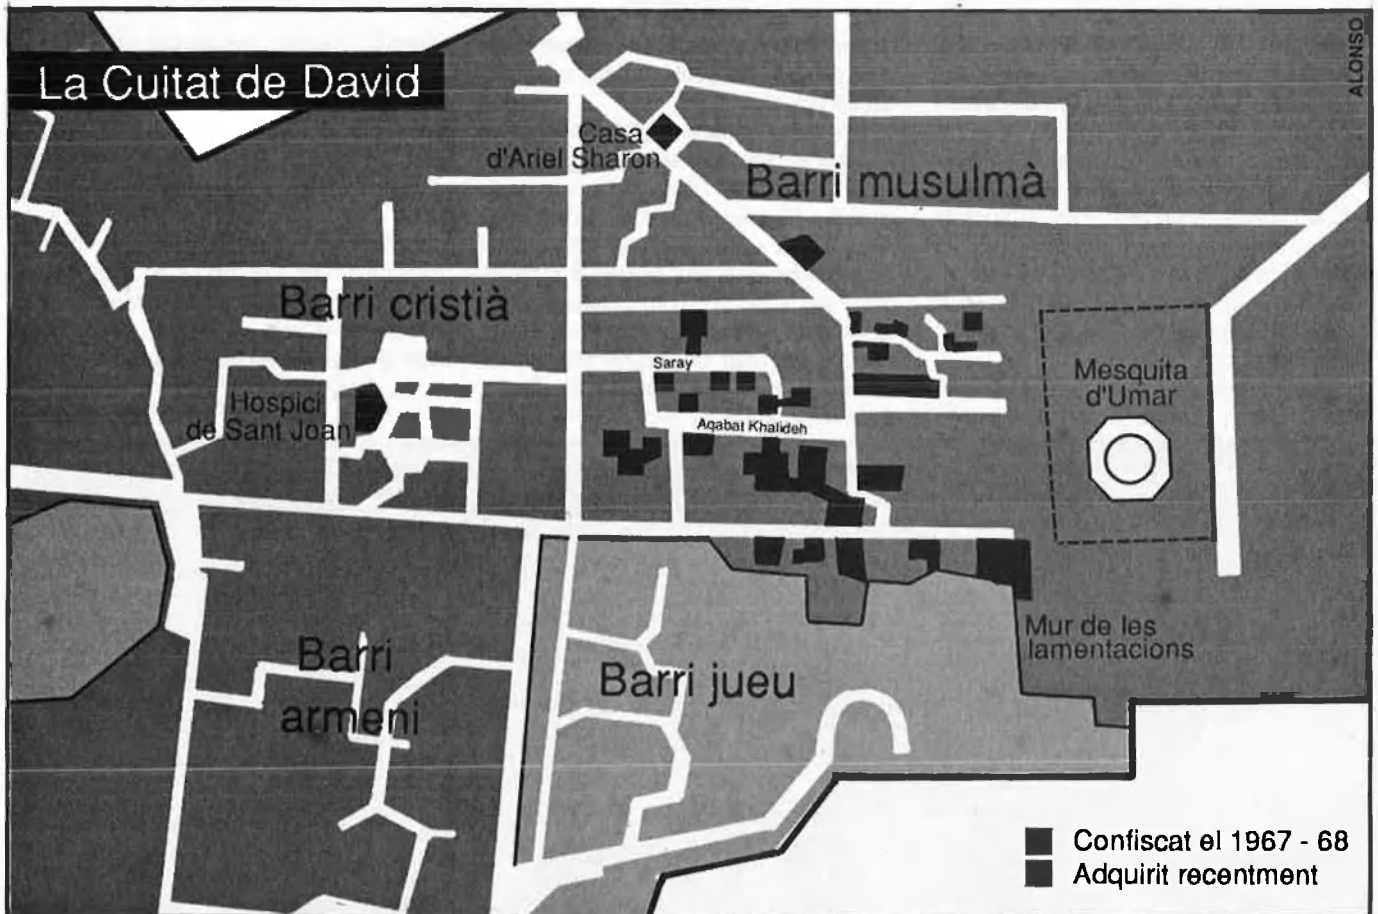 ALONSO
La Cuitat de David
Casa
d'Ariel Sharon
Barri musulmà
Barri cristià
Saray
Mesquita
d'Umar
Hospici
de Sant Joan
Aqabat Khalideh
Mur de les
lamentacions
Barri
armeni
Barri jueu
Confiscat el 1967 - 68
Adquirit recentment